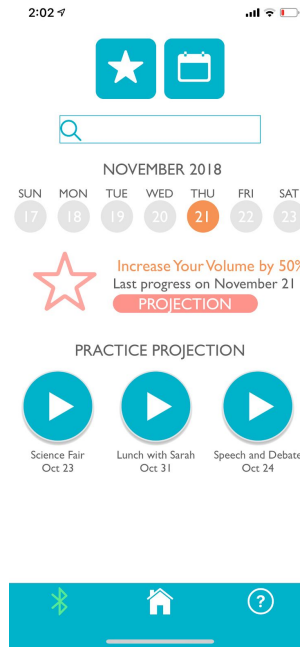 2:02
NOVEMBER 2018
SUN MON TUE WED THU FRI SAT
17 18 19 20 21 22 23
Increase Your Volume by 50%
Last progress on November 21
PROJECTION
PRACTICE PROJECTION
Science Fair Lunch with Sarah Speech and Debate
Oct 23 Oct 31 Oct 24
?